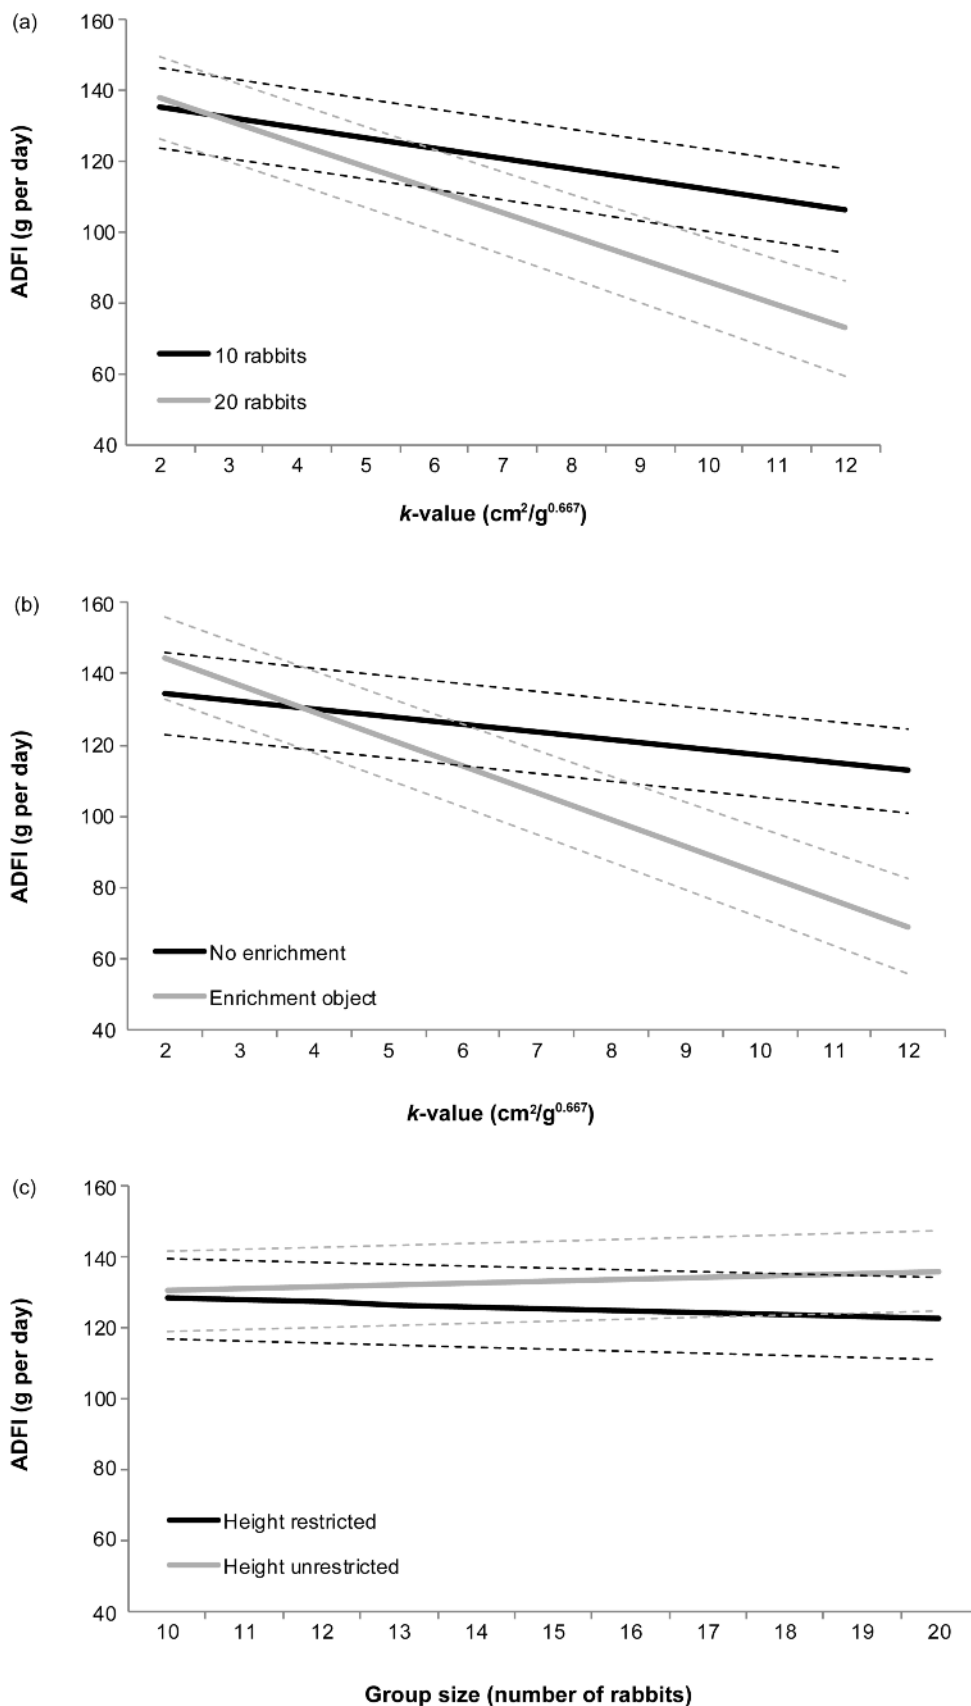 (a)
160
140
120
100
80
60
40
ADFI (g per day)
10 rabbits
20 rabbits
2 3 4 5 6 7 8 9 10 11 12
k-value (cm²/g⁰·⁶⁶⁷)
(b)
160
140
120
100
80
60
40
ADFI (g per day)
No enrichment
Enrichment object
2 3 4 5 6 7 8 9 10 11 12
k-value (cm²/g⁰·⁶⁶⁷)
(c)
160
140
120
100
80
60
40
ADFI (g per day)
Height restricted
Height unrestricted
10 11 12 13 14 15 16 17 18 19 20
Group size (number of rabbits)